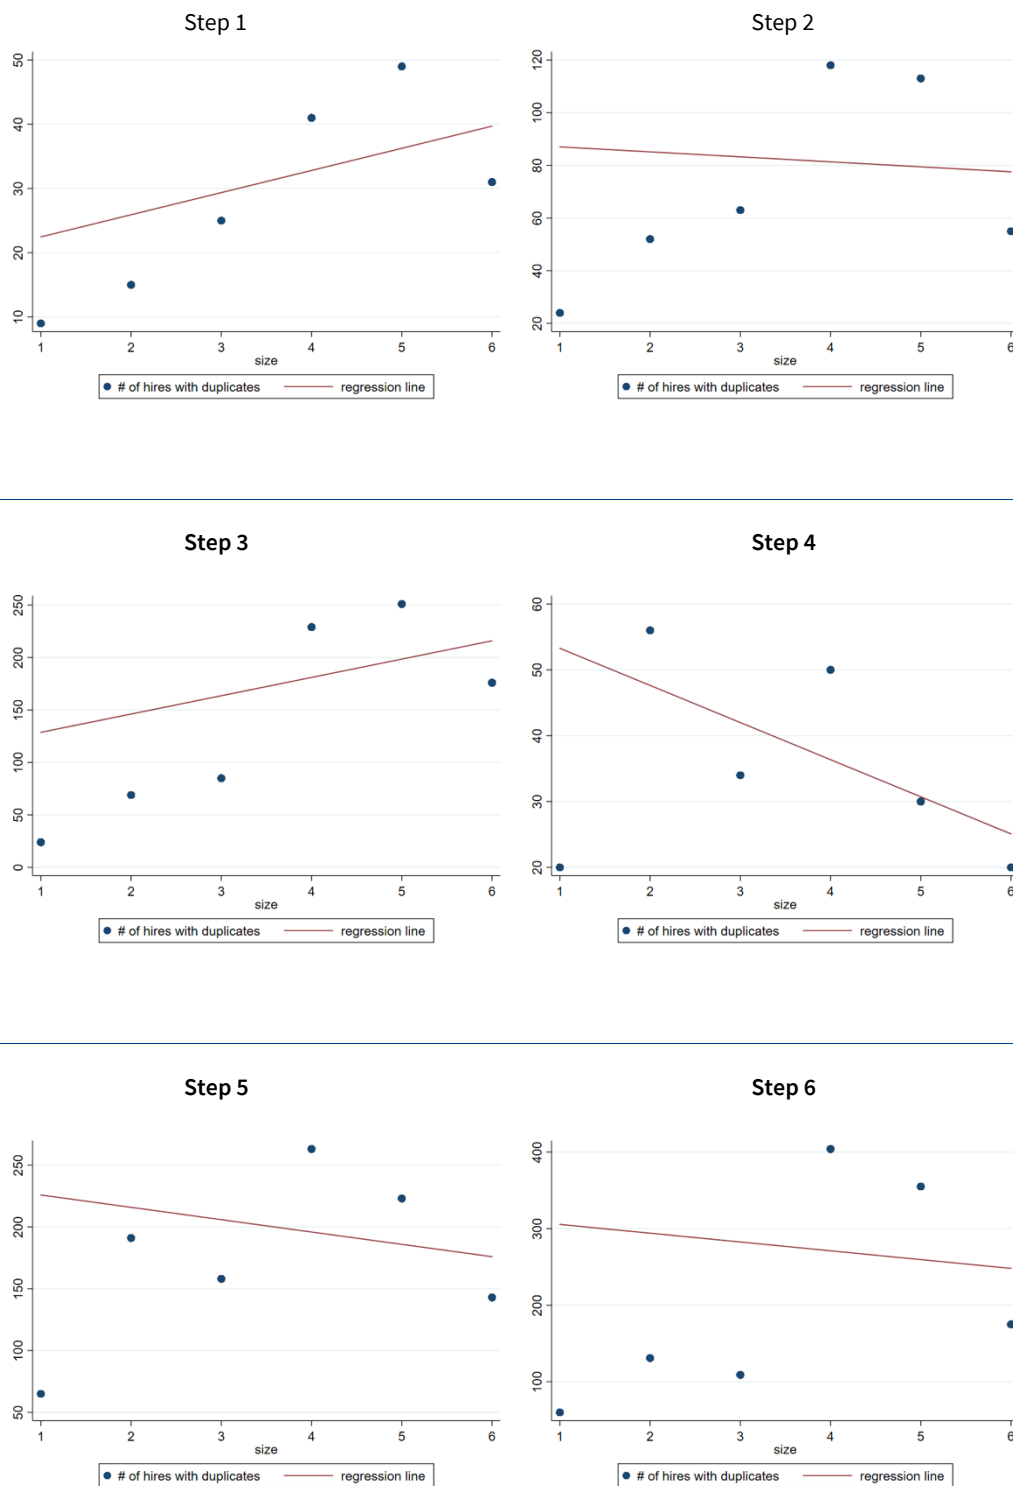 Step 1
50
40
30
20
10
1 2 3 4 5 6
size
# of hires with duplicates regression line
Step 2
120
100
80
60
40
20
1 2 3 4 5 6
size
# of hires with duplicates regression line
Step 3
250
200
150
100
50
0
1 2 3 4 5 6
size
# of hires with duplicates regression line
Step 4
60
50
40
30
20
1 2 3 4 5 6
size
# of hires with duplicates regression line
Step 5
250
200
150
100
50
1 2 3 4 5 6
size
# of hires with duplicates regression line
Step 6
400
300
200
100
1 2 3 4 5 6
size
# of hires with duplicates regression line